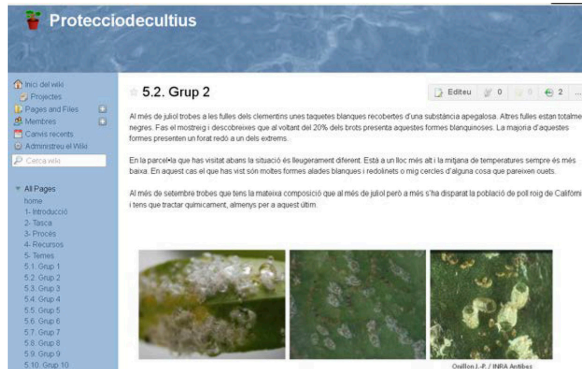 Protecciodecultius
Inici del wiki
Projectes
Pages and Files
Membres
Canvis recents
Administreu el Wiki
Cerca wiki
All Pages
home
1- Introducció
2- Tasca
3- Procés
4- Recursos
5- Temes
5.1. Grup 1
5.2. Grup 2
5.3. Grup 3
5.4. Grup 4
5.5. Grup 5
5.6. Grup 6
5.7. Grup 7
5.8. Grup 8
5.9. Grup 9
5.10. Grup 10
5.2. Grup 2
Editeu 0 0 2 ...
Al més de juliol trobes a les fulles dels clementins unes taquetes blanques recobertes d'una substància apegalosa. Altres fulles estan totalme
negres. Fas el mostreig i descobreixes que al voltant del 20% dels brots presenta aquestes formes blanquinoses. La majoria d'aquestes
formes presenten un forat redó a un dels extrems.
En la parcel•la que has visitat abans la situació és lleugerament diferent. Està a un lloc més alt i la mitjana de temperatures sempre és més
baixa. En aquest cas el que has vist són moltes formes alades blanques i redolinets o mig cercles d'alguna cosa que pareixen ouets.
Al més de setembre trobes que tens la mateixa composició que al més de juliol però a més s'ha disparat la població de poll roig de Califòrni
i tens que tractar químicament, almenys per a aquest últim.
Onillon J.-P. / INRA Antibes